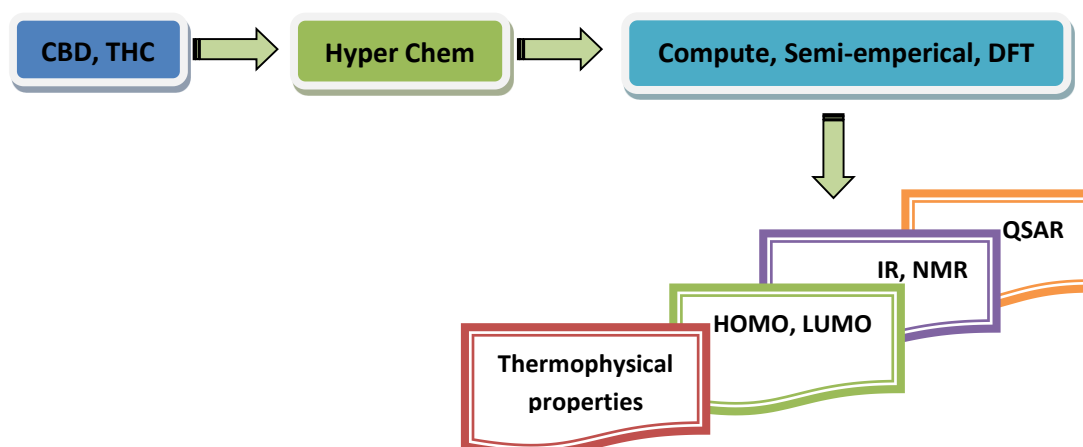 CBD, THC
Hyper Chem
Compute, Semi-emperical, DFT
QSAR
IR, NMR
HOMO, LUMO
Thermophysical
properties